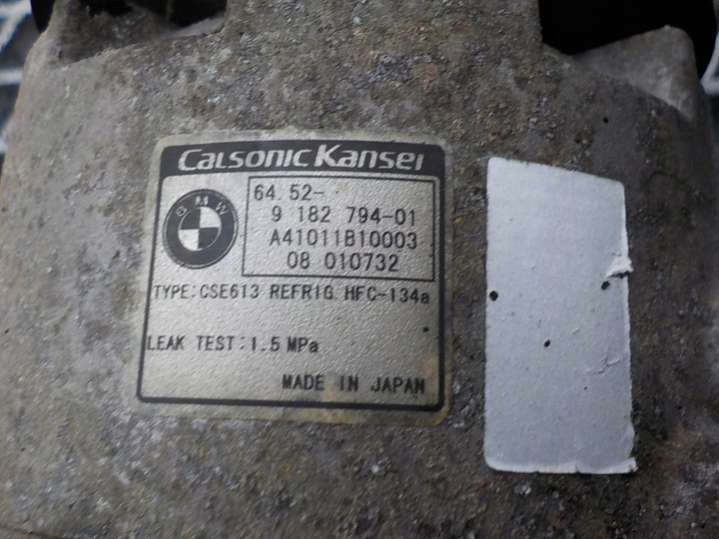 CALSONIC KANSEI
64.52-
9 182 794-01
A41011B10003
08 010732
TYPE:CSE613 REFRIG. HFC-134a
LEAK TEST:1.5 MPa
MADE IN JAPAN